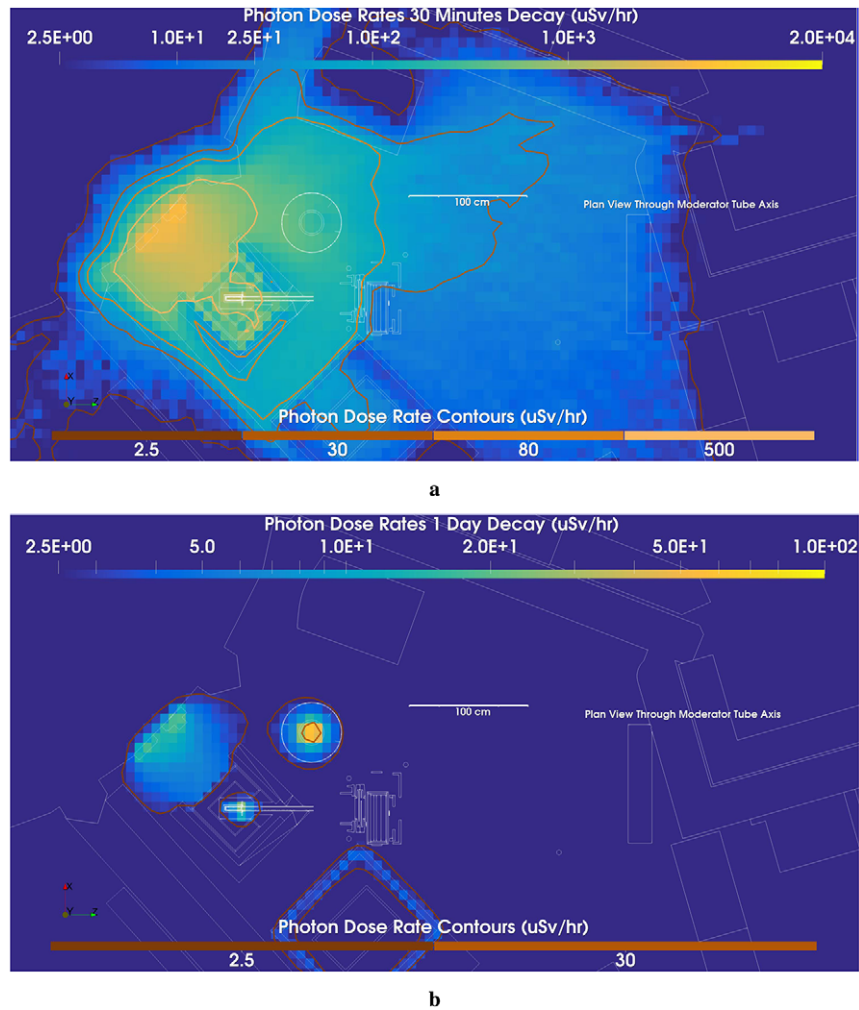 Photon Dose Rates 30 Minutes Decay (uSv/hr)
2.5E+00 1.0E+1 2.5E+1 1.0E+2 1.0E+3 2.0E+04
100 cm
Plan View Through Moderator Tube Axis
X
Y Z
Photon Dose Rate Contours (uSv/hr)
2.5 30 80 500
a
Photon Dose Rates 1 Day Decay (uSv/hr)
2.5E+00 5.0 1.0E+1 2.0E+1 5.0E+1 1.0E+02
100 cm
Plan View Through Moderator Tube Axis
X
Y Z
Photon Dose Rate Contours (uSv/hr)
2.5 30
b